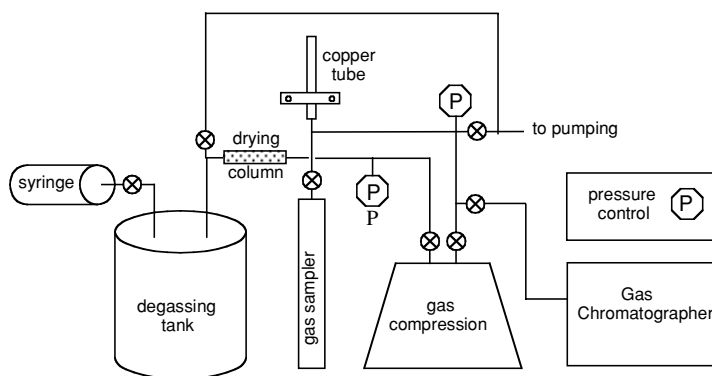 copper
tube
P
to pumping
drying
column
syringe
P
P
pressure
control
P
degassing
tank
gas sampler
gas
compression
Gas
Chromatographer